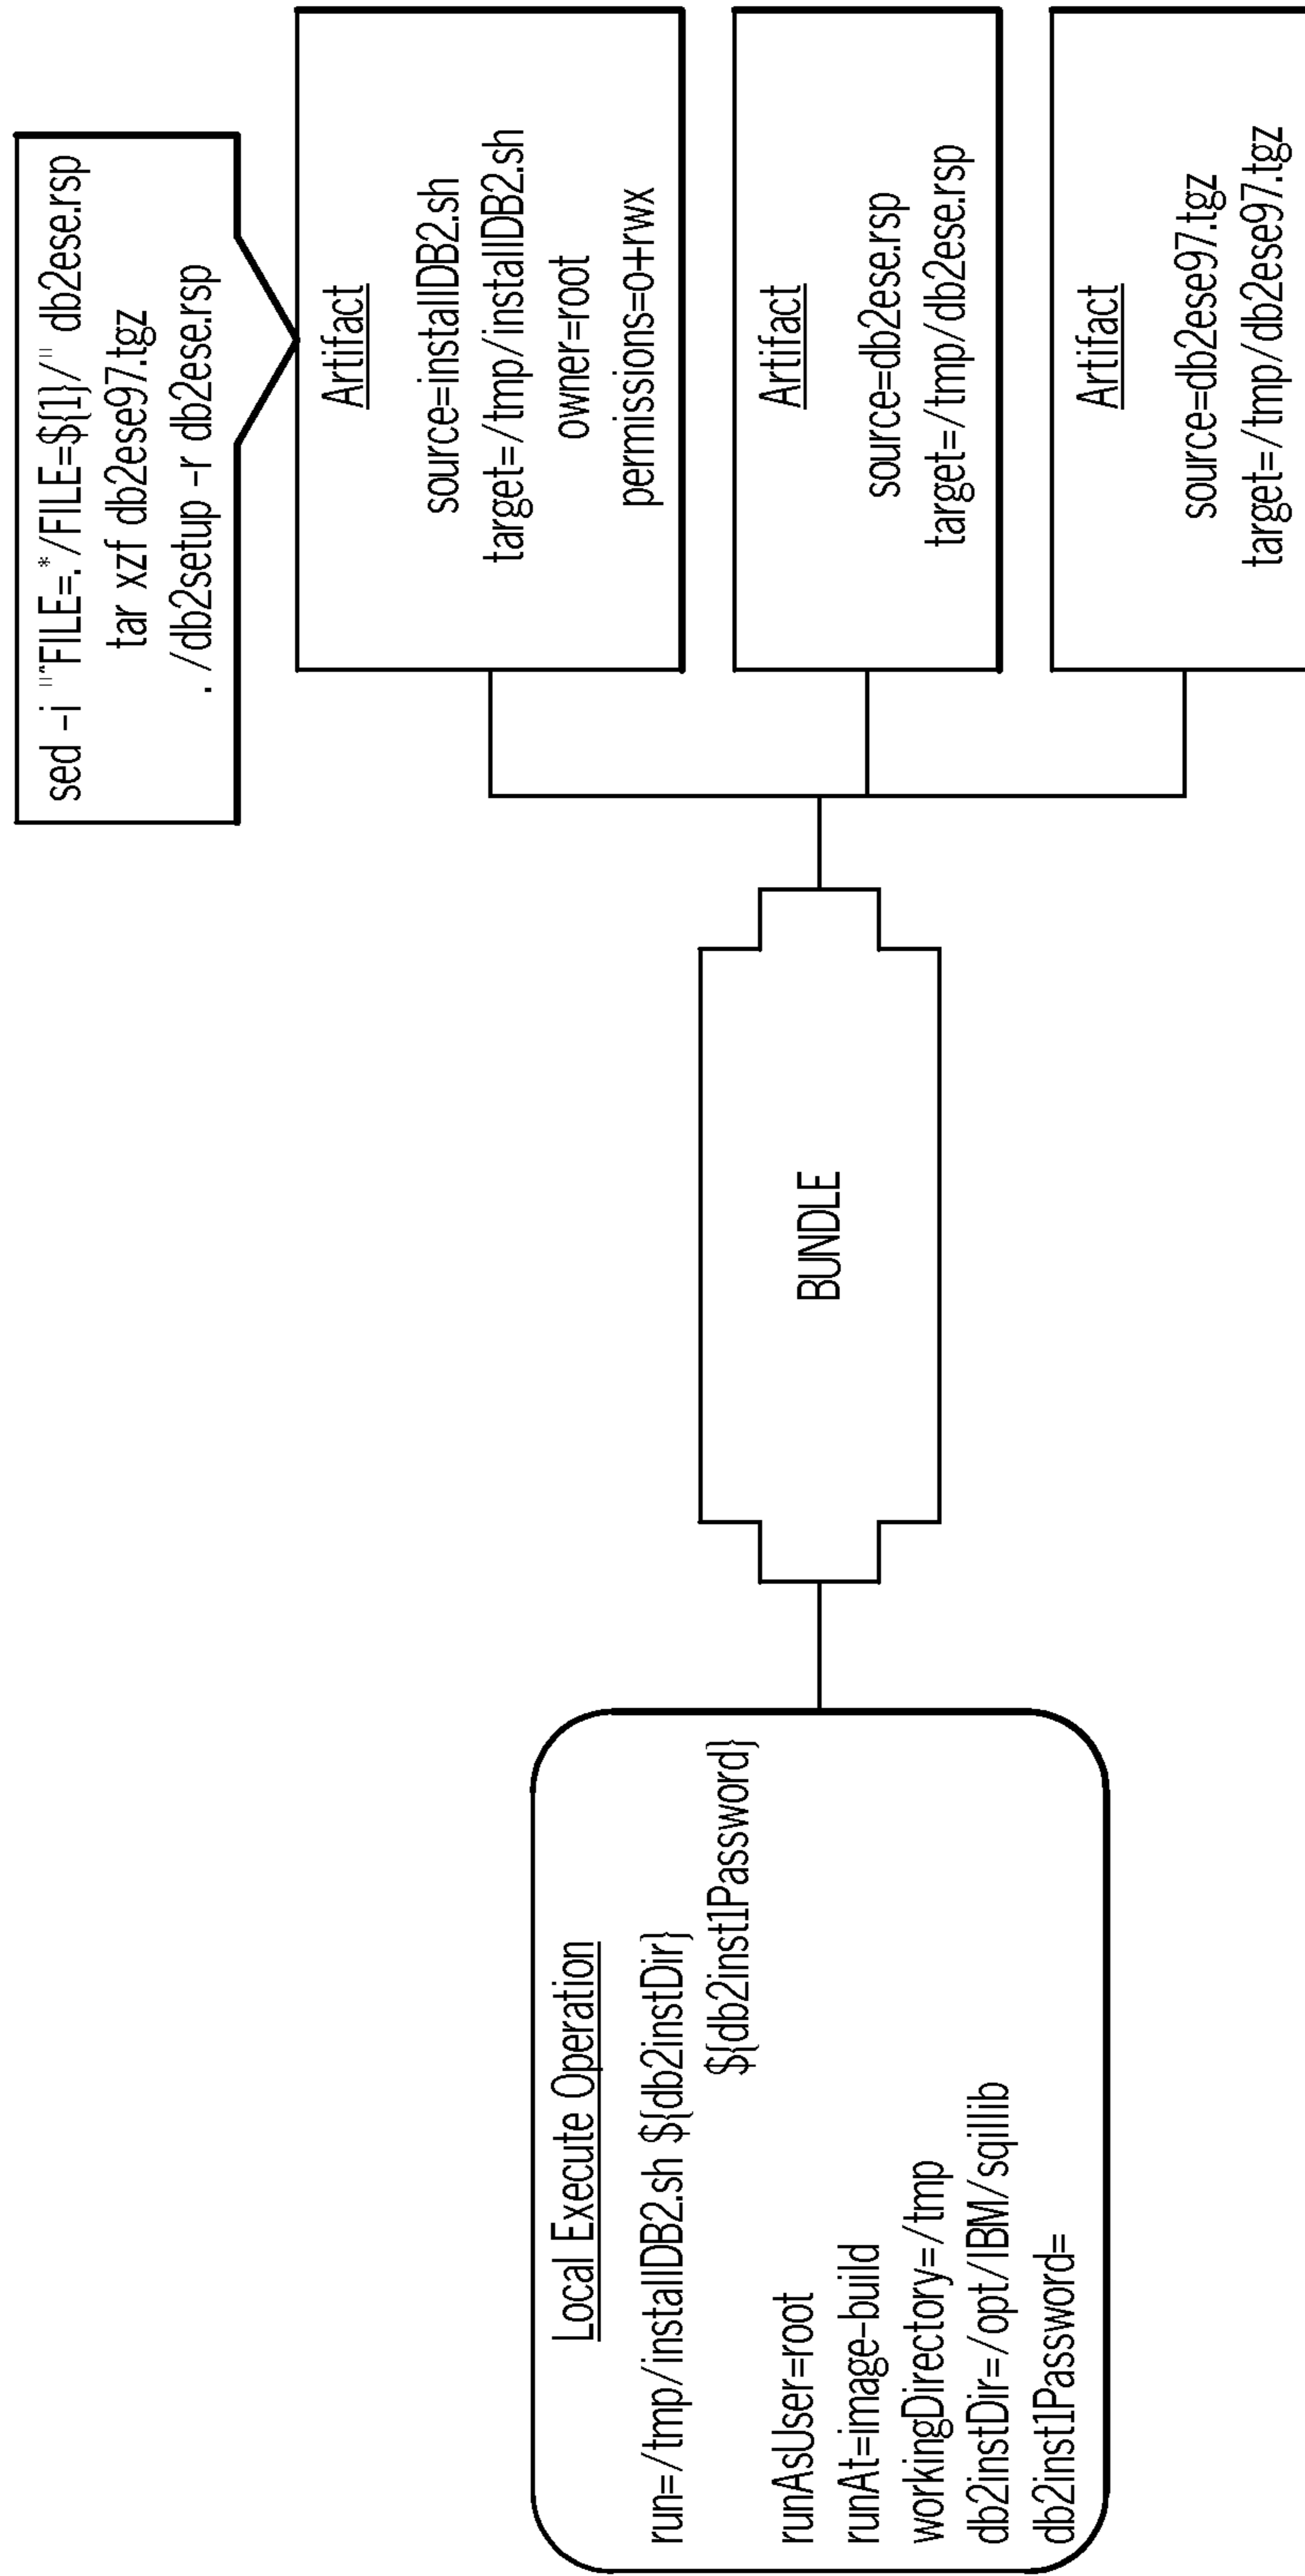 Local Execute Operation
run=/tmp/installDB2.sh ${db2instDir}
${db2inst1Password}
runAsUser=root
runAt=image-build
workingDirectory=/tmp
db2instDir=/opt/IBM/sqillib
db2inst1Password=
BUNDLE
sed -i "^FILE=.*/FILE=${1}/" db2ese.rsp
tar xzf db2ese97.tgz
./db2setup -r db2ese.rsp
Artifact
source=installDB2.sh
target=/tmp/installDB2.sh
owner=root
permissions=o+rwx
Artifact
source=db2ese.rsp
target=/tmp/db2ese.rsp
Artifact
source=db2ese97.tgz
target=/tmp/db2ese97.tgz